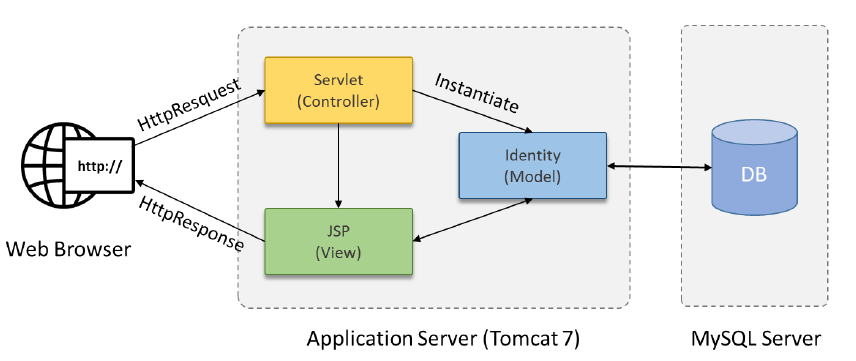 HttpResquest
Servlet
(Controller)
Instantiate
http://
Identity
(Model)
DB
HttpResponse
JSP
(View)
Web Browser
Application Server (Tomcat 7)
MySQL Server